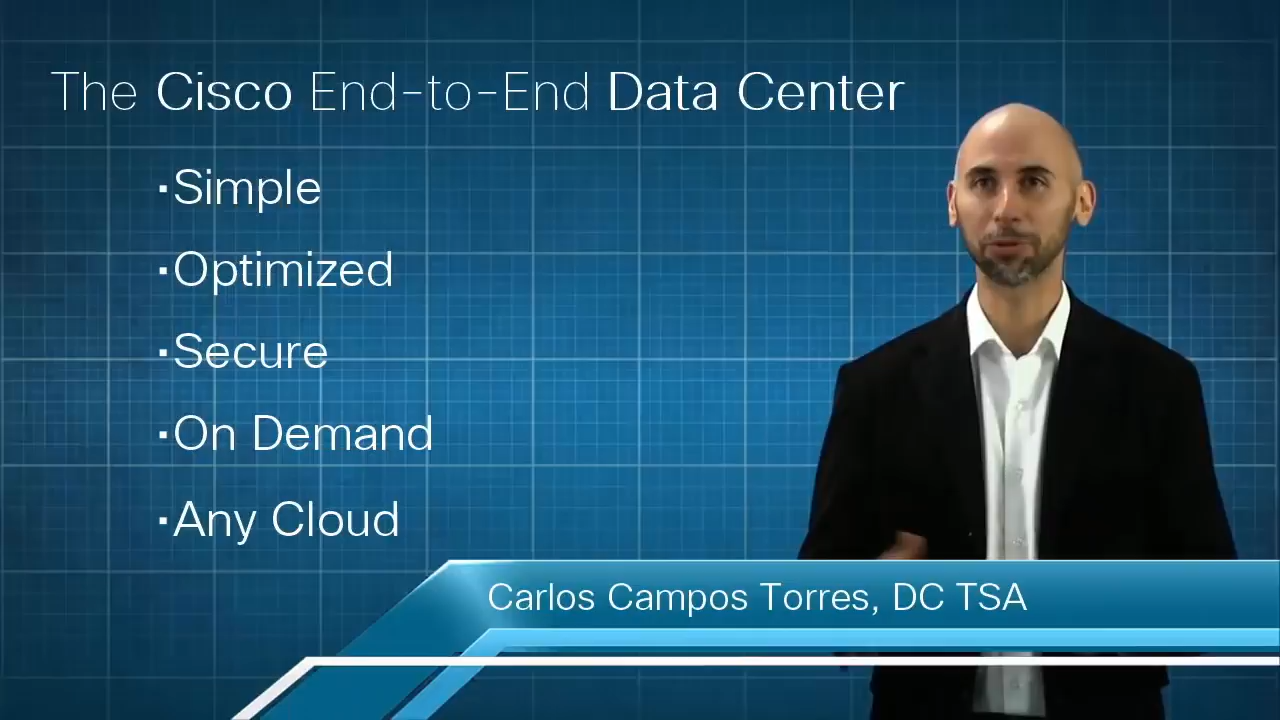 The Cisco End-to-End Data Center
▪Simple
▪Optimized
▪Secure
▪On Demand
▪Any Cloud
Carlos Campos Torres, DC TSA